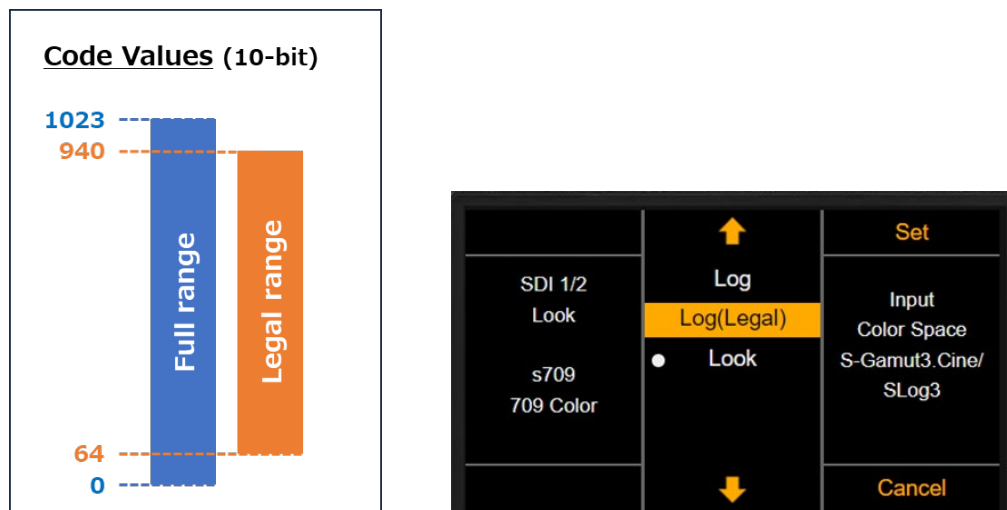 Code Values (10-bit)
1023
940
Full range
Legal range
64
0
SDI 1/2
Look
s709
709 Color
Log
Log(Legal)
Look
Set
Input
Color Space
S-Gamut3.Cine/
SLog3
Cancel